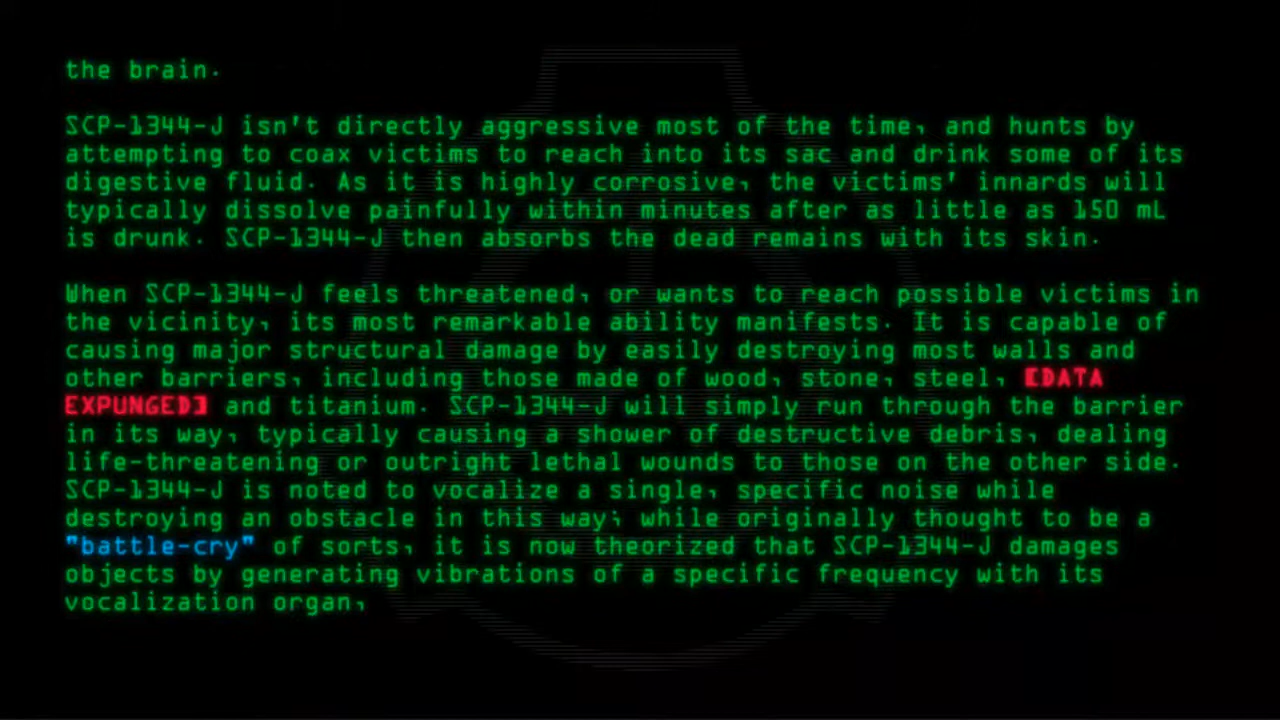 the brain.
SCP-1344-J isn't directly aggressive most of the time, and hunts by
attempting to coax victims to reach into its sac and drink some of its
digestive fluid. As it is highly corrosive, the victims' innards will
typically dissolve painfully within minutes after as little as 150 mL
is drunk. SCP-1344-J then absorbs the dead remains with its skin.
When SCP-1344-J feels threatened, or wants to reach possible victims in
the vicinity, its most remarkable ability manifests. It is capable of
causing major structural damage by easily destroying most walls and
other barriers, including those made of wood, stone, steel, [DATA
EXPUNGED] and titanium. SCP-1344-J will simply run through the barrier
in its way, typically causing a shower of destructive debris, dealing
life-threatening or outright lethal wounds to those on the other side.
SCP-1344-J is noted to vocalize a single, specific noise while
destroying an obstacle in this way; while originally thought to be a
"battle-cry" of sorts, it is now theorized that SCP-1344-J damages
objects by generating vibrations of a specific frequency with its
vocalization organ,